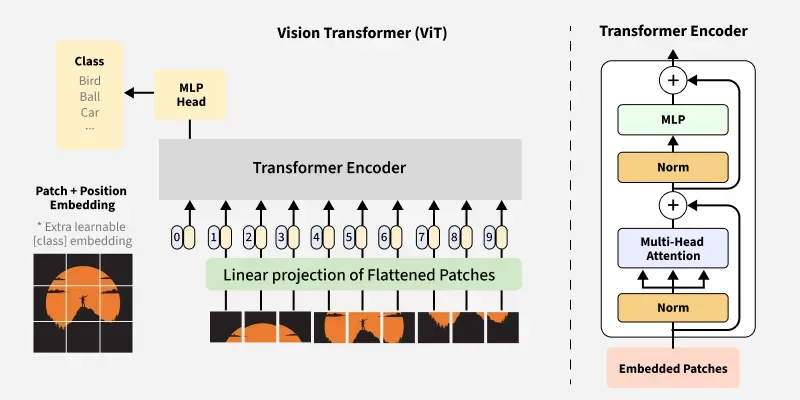 Vision Transformer (ViT)
Class
Bird
Ball
Car
...
MLP
Head
Transformer Encoder
Patch + Position
Embedding
* Extra learnable
[class] embedding
0 1 2 3 4 5 6 7 8 9
Linear projection of Flattened Patches
Transformer Encoder
+
MLP
Norm
+
Multi-Head
Attention
Norm
Embedded Patches